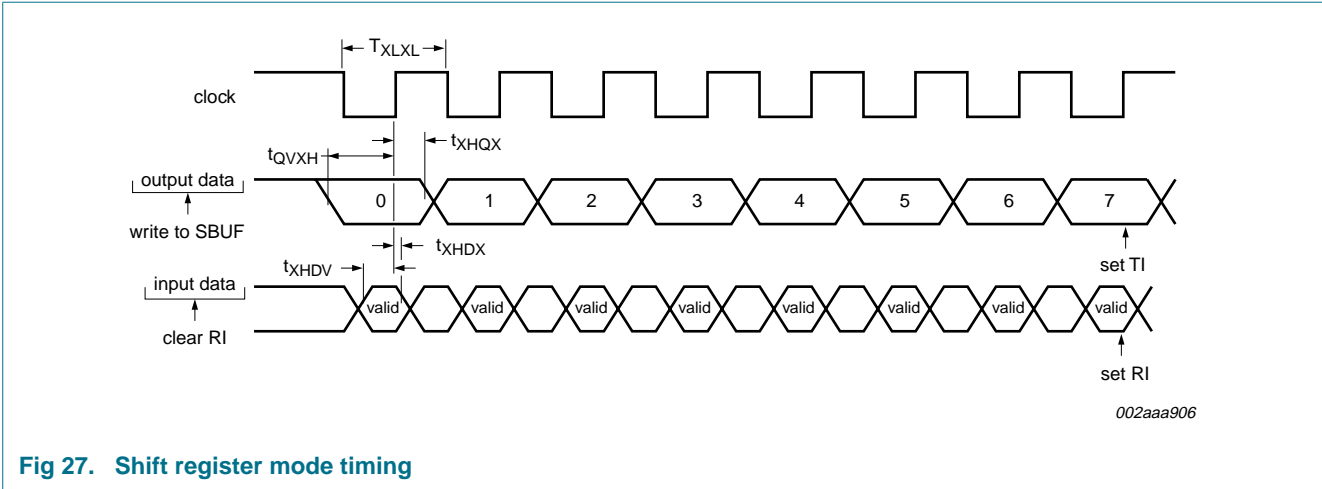 TXLXL
clock
tQVXH
tXHQX
output data
0 1 2 3 4 5 6 7
write to SBUF
tXHDX
set TI
tXHDV
input data
valid valid valid valid valid valid valid valid
clear RI
set RI
002aaa906
Fig 27. Shift register mode timing